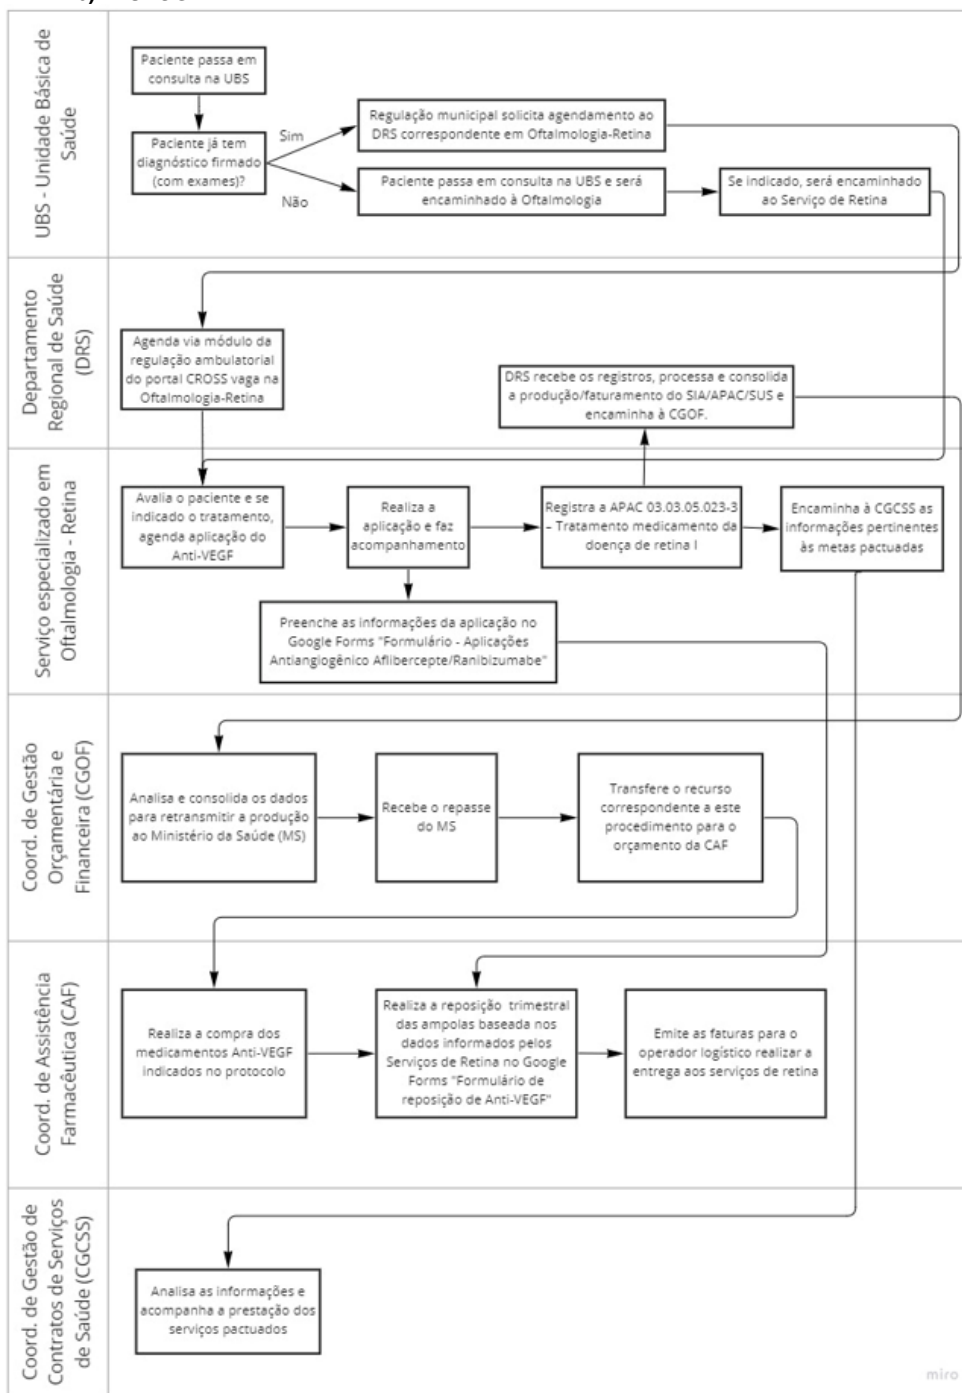 UBS - Unidade Básica de
Saúde
Paciente passa em
consulta na UBS
Paciente já tem
diagnóstico firmado
(com exames)?
Sim
Não
Regulação municipal solicita agendamento ao
DRS correspondente em Oftalmologia-Retina
Paciente passa em consulta na UBS e será
encaminhado à Oftalmologia
Se indicado, será encaminhado
ao Serviço de Retina
Departamento
Regional de Saúde
(DRS)
Agenda via módulo da
regulação ambulatorial
do portal CROSS vaga na
Oftalmologia-Retina
DRS recebe os registros, processa e consolida
a produção/faturamento do SIA/APAC/SUS e
encaminha à CGOF.
Serviço especializado em
Oftalmologia - Retina
Avalia o paciente e se
indicado o tratamento,
agenda aplicação do
Anti-VEGF
Realiza a
aplicação e faz
acompanhamento
Registra a APAC 03.03.05.023-3
– Tratamento medicamento da
doença de retina I
Encaminha à CGCSS as
informações pertinentes
às metas pactuadas
Preenche as informações da aplicação no
Google Forms "Formulário - Aplicações
Antiangiogênico Aflibercepte/Ranibizumabe"
Coord. de Gestão
Orçamentária e
Financeira (CGOF)
Analisa e consolida os dados
para retransmitir a produção
ao Ministério da Saúde (MS)
Recebe o repasse
do MS
Transfere o recurso
correspondente a este
procedimento para o
orçamento da CAF
Coord. de Assistência
Farmacêutica (CAF)
Realiza a compra dos
medicamentos Anti-VEGF
indicados no protocolo
Realiza a reposição trimestral
das ampolas baseada nos
dados informados pelos
Serviços de Retina no Google
Forms "Formulário de
reposição de Anti-VEGF"
Emite as faturas para o
operador logístico realizar a
entrega aos serviços de retina
Coord. de Gestão de
Contratos de Serviços
de Saúde (CGCSS)
Analisa as informações e
acompanha a prestação dos
serviços pactuados
miro